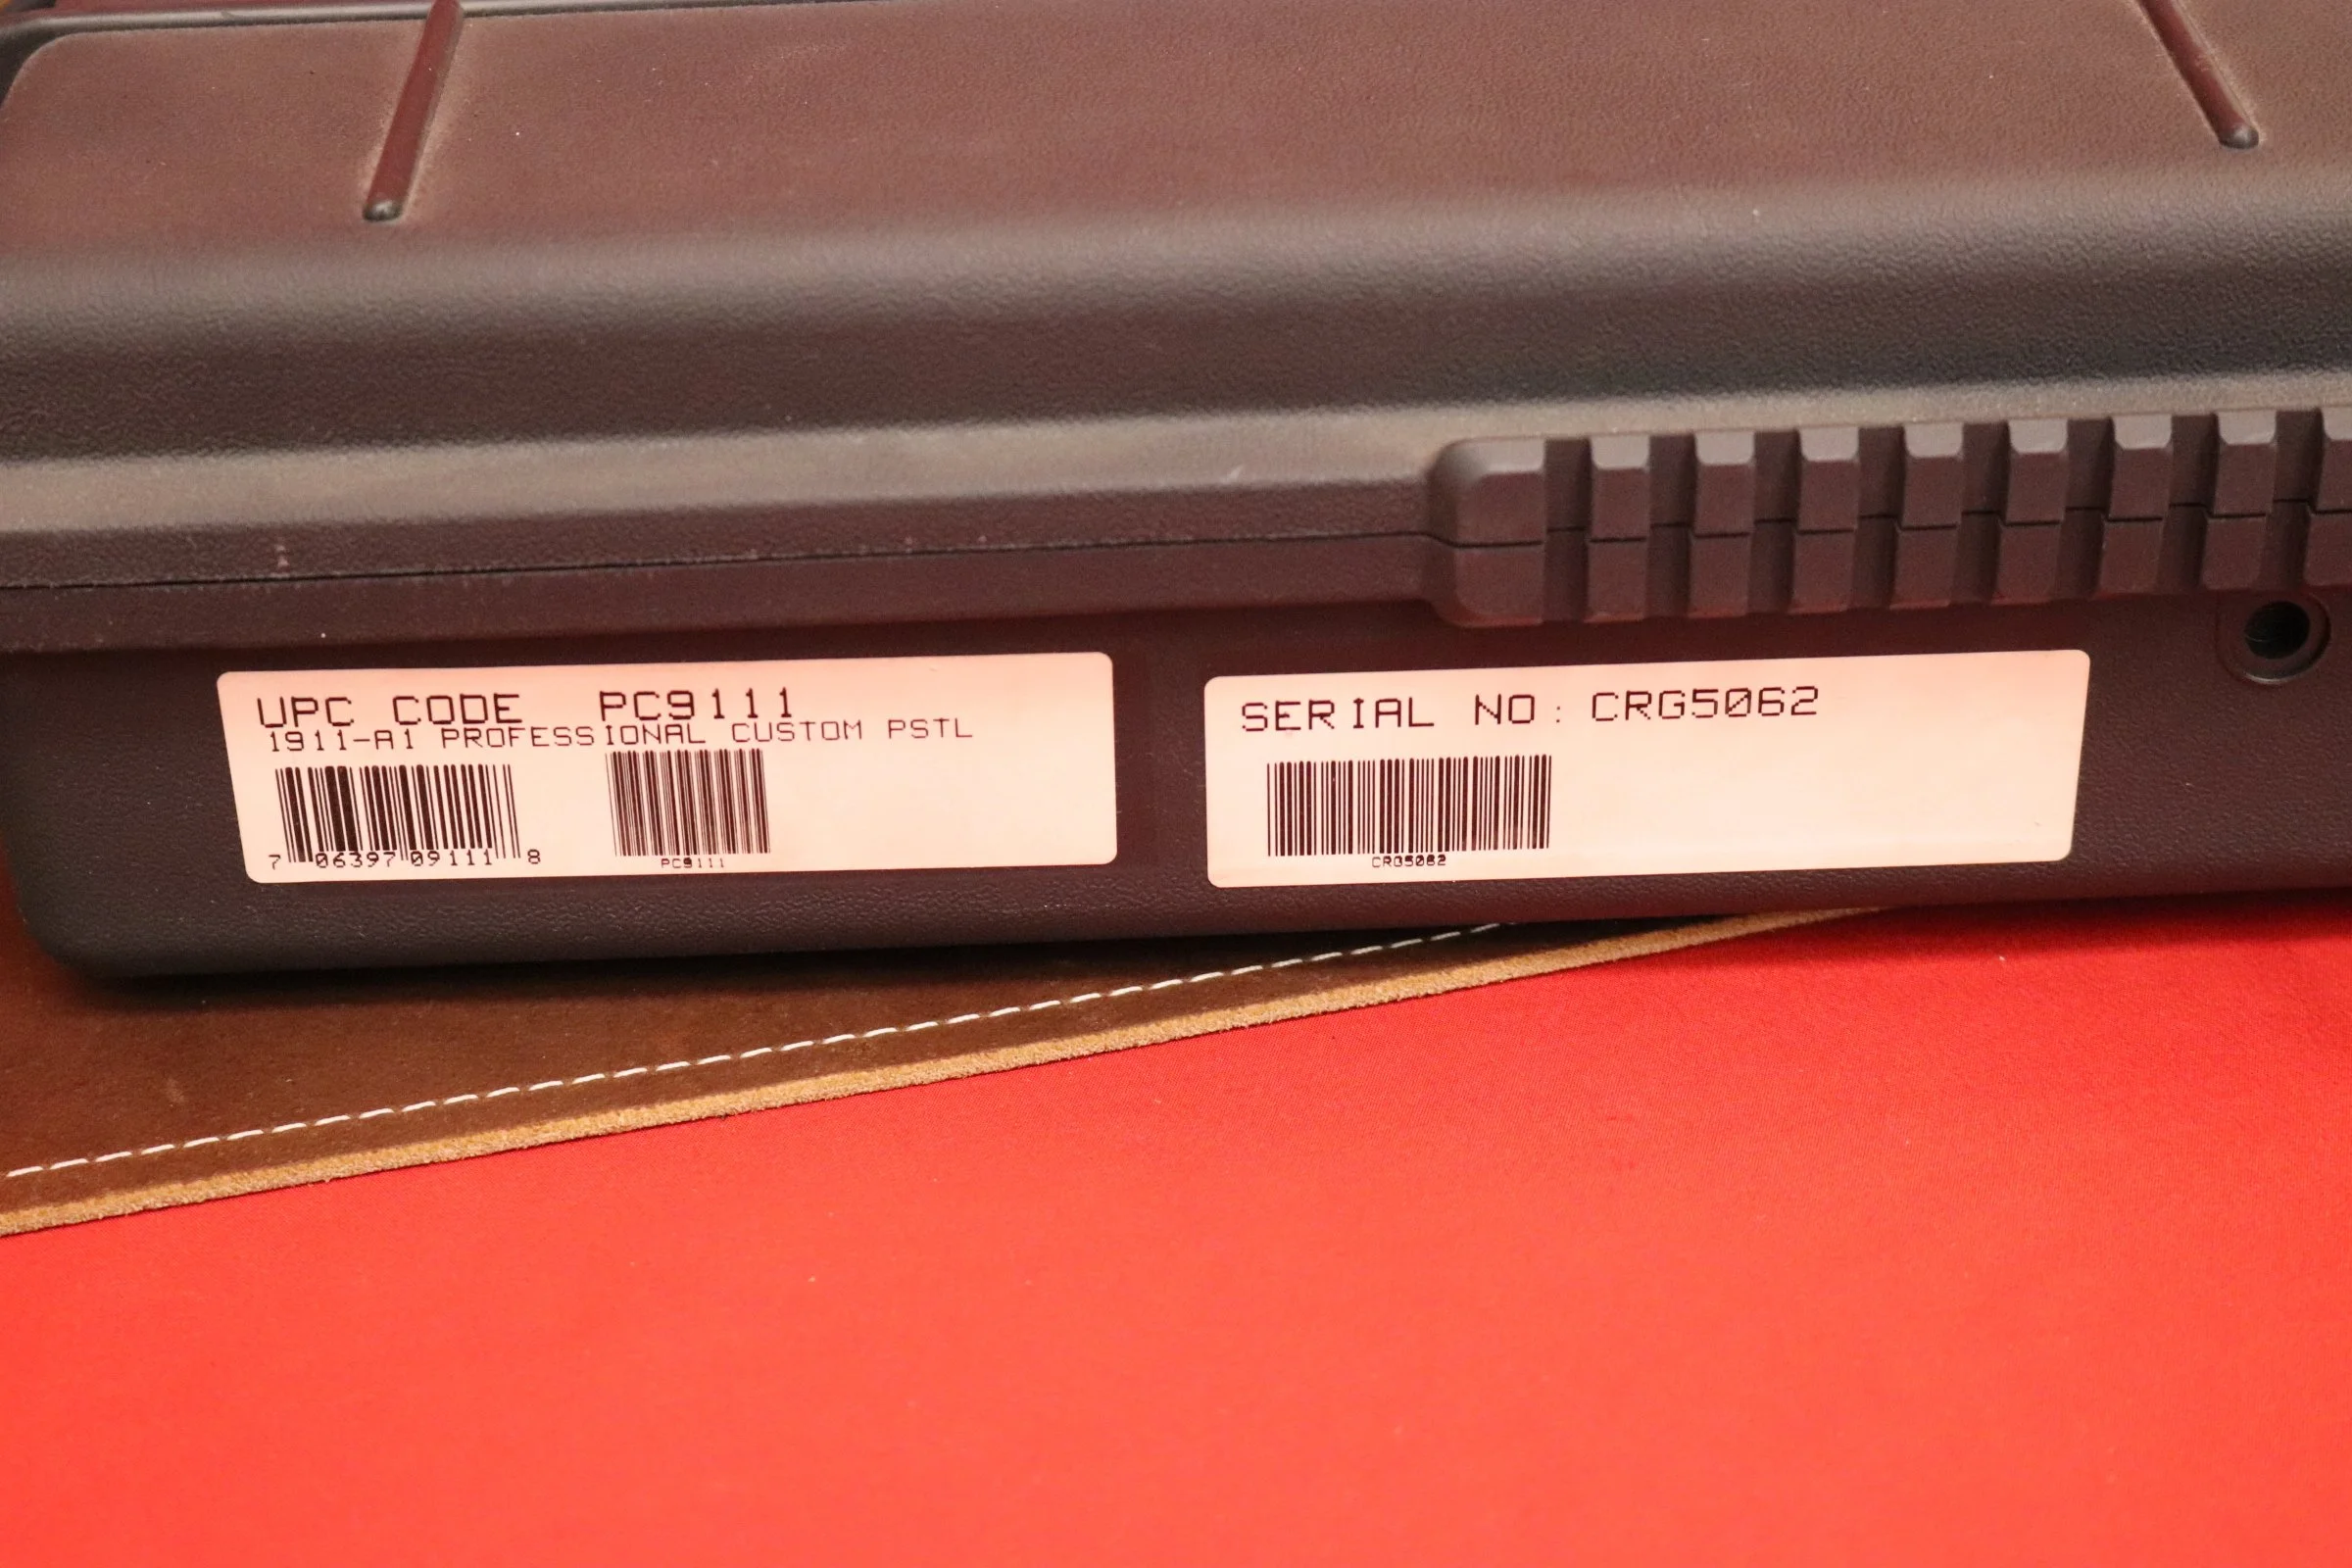 UPC CODE PC9111
1911-A1 PROFESSIONAL CUSTOM PSTL
7 06397 09111 8
PC9111
SERIAL NO: CRG5062
CRG5062